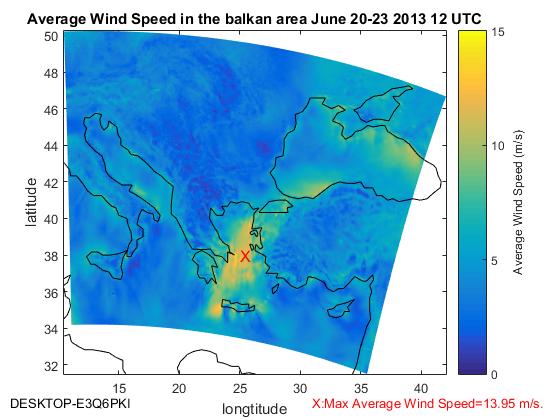 Average Wind Speed in the balkan area June 20-23 2013 12 UTC
50
48
46
44
42
40
38
36
34
32
latitude
15
20
25
30
35
40
longtitude
15
10
5
0
Average Wind Speed (m/s)
X
DESKTOP-E3Q6PKI
X:Max Average Wind Speed=13.95 m/s.